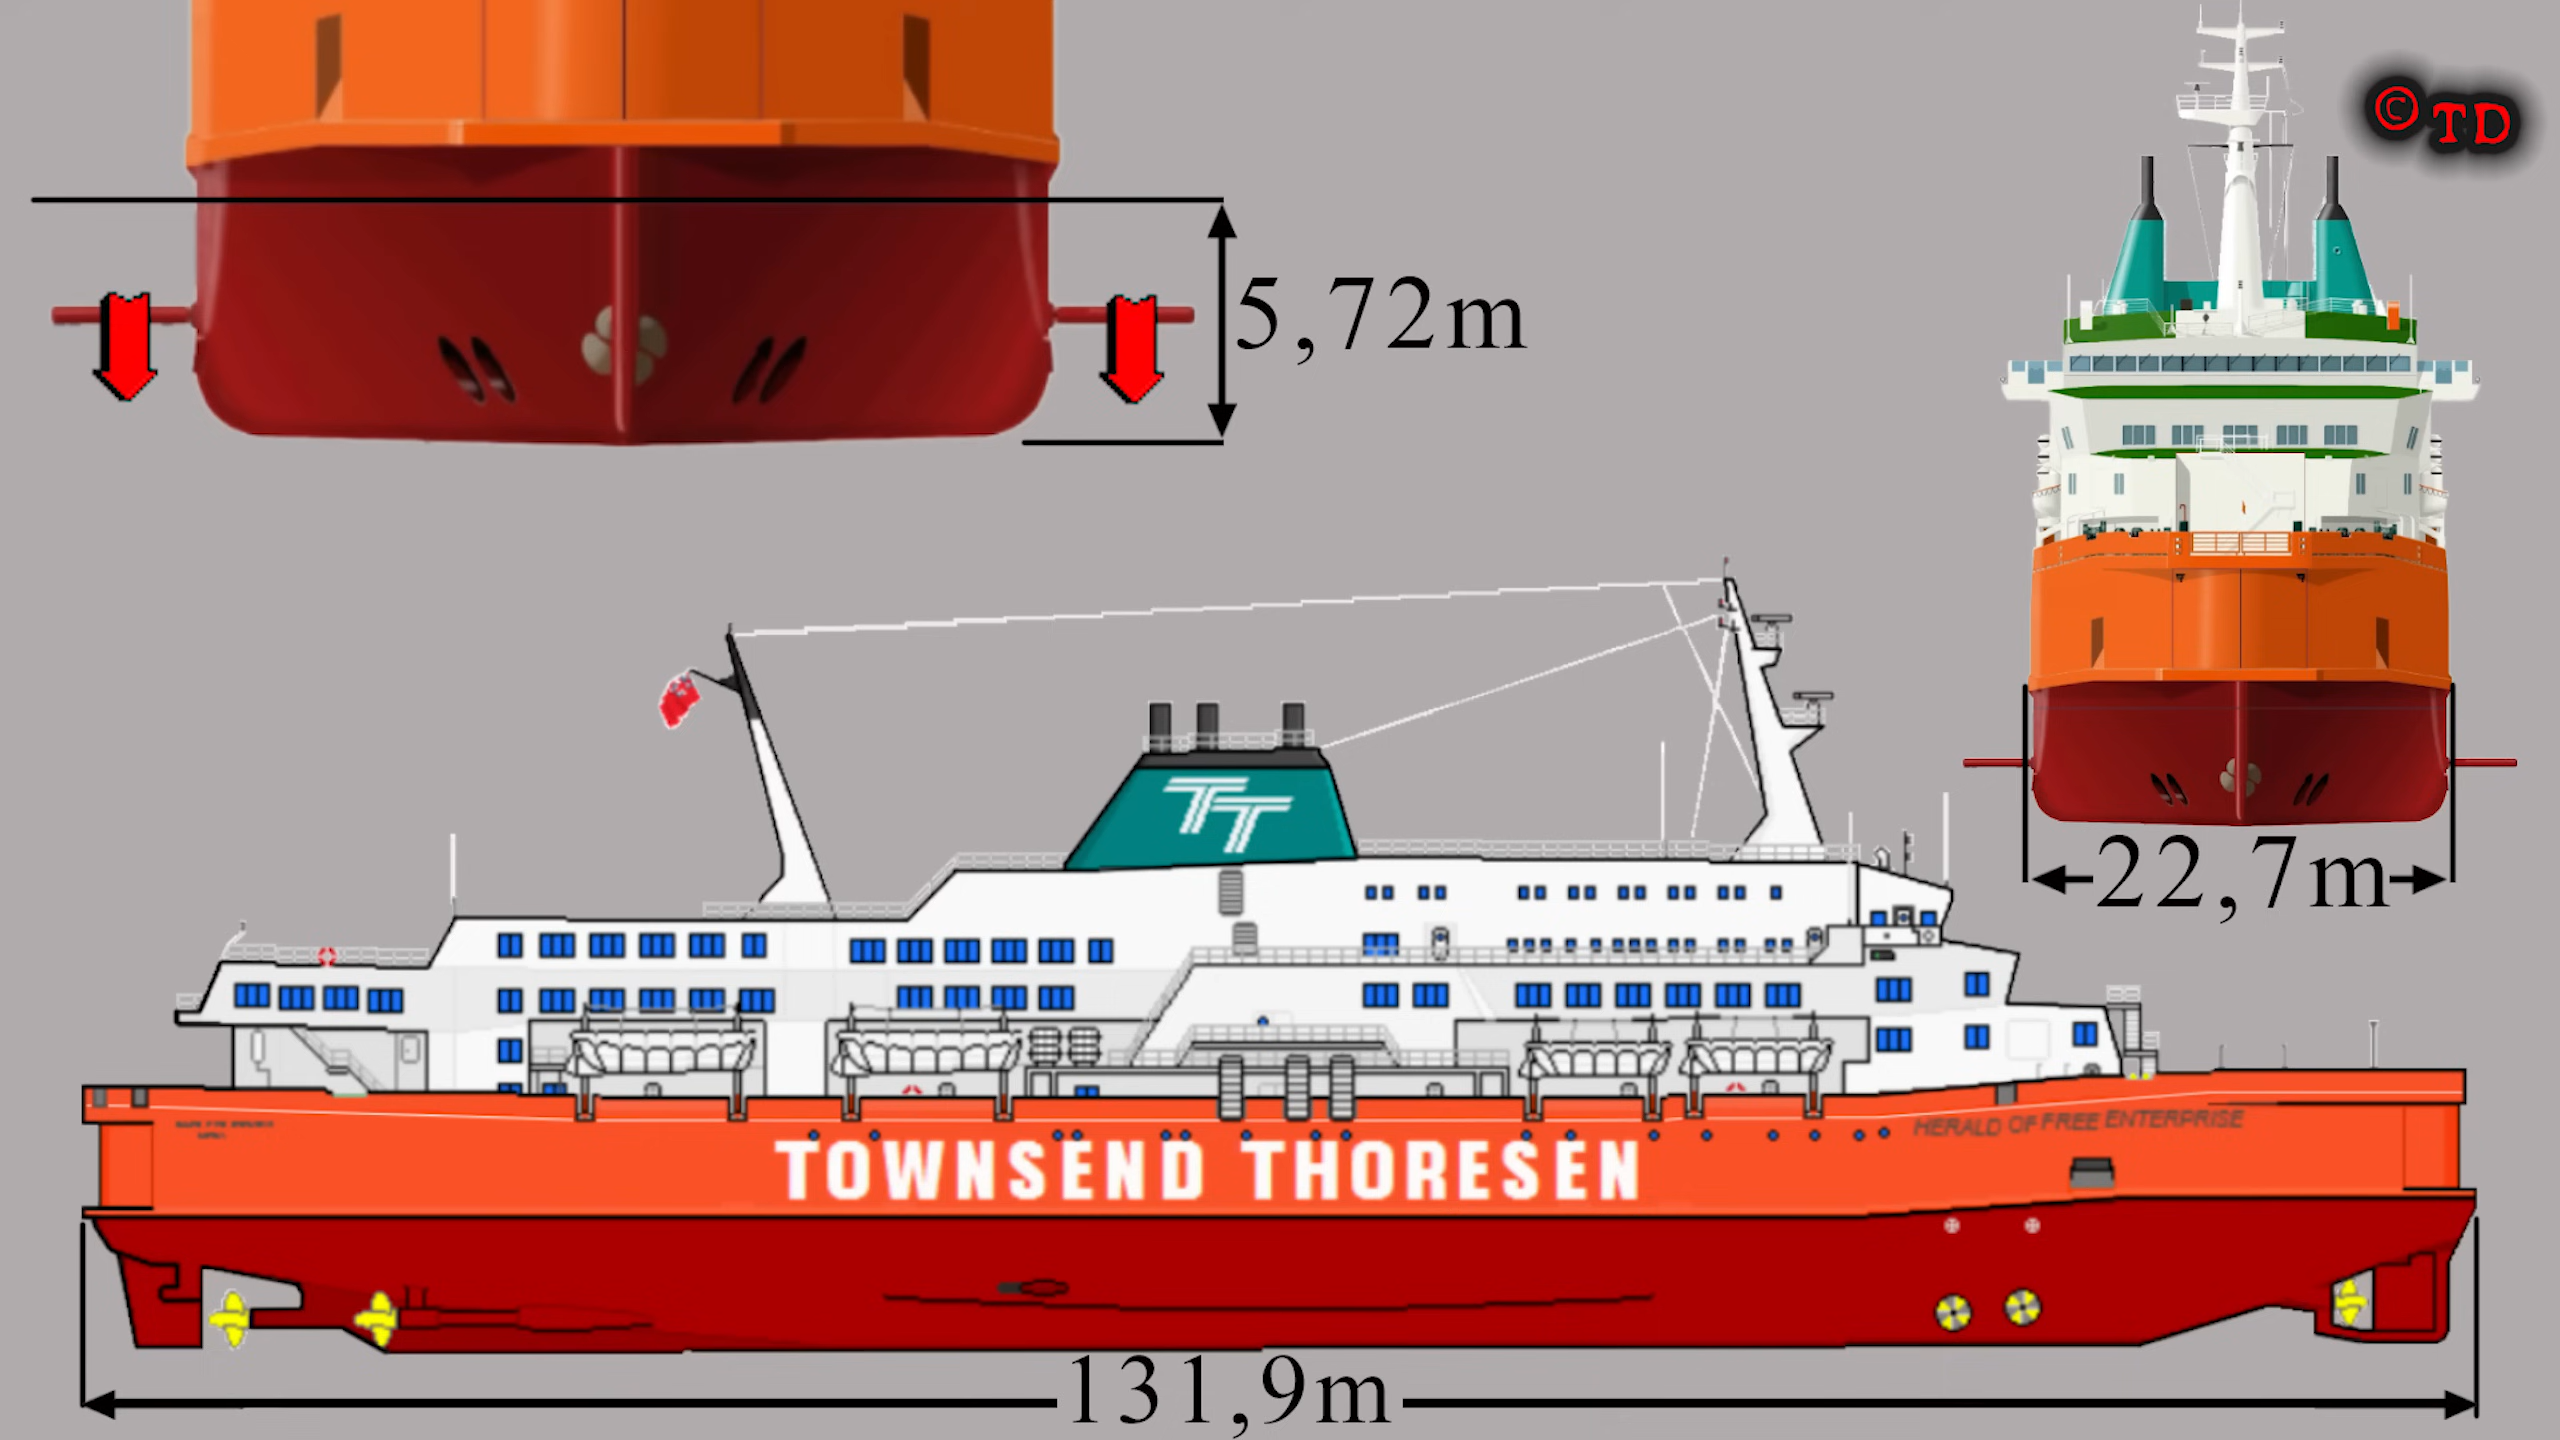 © TD
5,72m
22,7m
TT
HERALD OF FREE ENTERPRISE
TOWNSEND THORESEN
131,9m